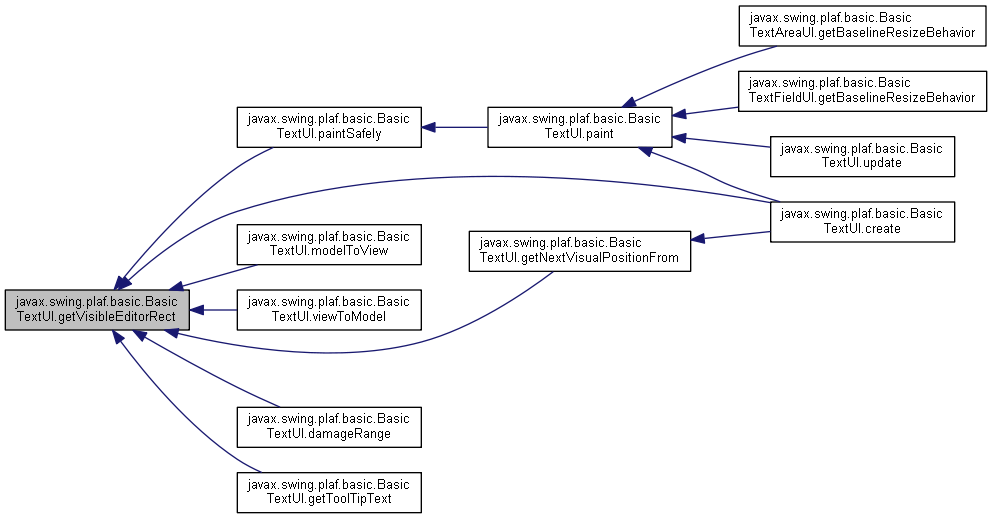 javax.swing.plaf.basic.Basic
TextAreaUI.getBaselineResizeBehavior
javax.swing.plaf.basic.Basic
TextFieldUI.getBaselineResizeBehavior
javax.swing.plaf.basic.Basic
TextUI.paintSafely
javax.swing.plaf.basic.Basic
TextUI.paint
javax.swing.plaf.basic.Basic
TextUI.update
javax.swing.plaf.basic.Basic
TextUI.create
javax.swing.plaf.basic.Basic
TextUI.modelToView
javax.swing.plaf.basic.Basic
TextUI.getNextVisualPositionFrom
javax.swing.plaf.basic.Basic
TextUI.getVisibleEditorRect
javax.swing.plaf.basic.Basic
TextUI.viewToModel
javax.swing.plaf.basic.Basic
TextUI.damageRange
javax.swing.plaf.basic.Basic
TextUI.getToolTipText